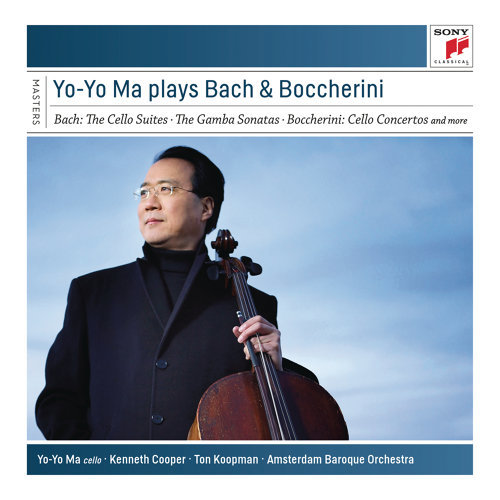 SONY
CLASSICAL
MASTERS
Yo-Yo Ma plays Bach & Boccherini
Bach: The Cello Suites · The Gamba Sonatas · Boccherini: Cello Concertos and more
Yo-Yo Ma cello · Kenneth Cooper · Ton Koopman · Amsterdam Baroque Orchestra